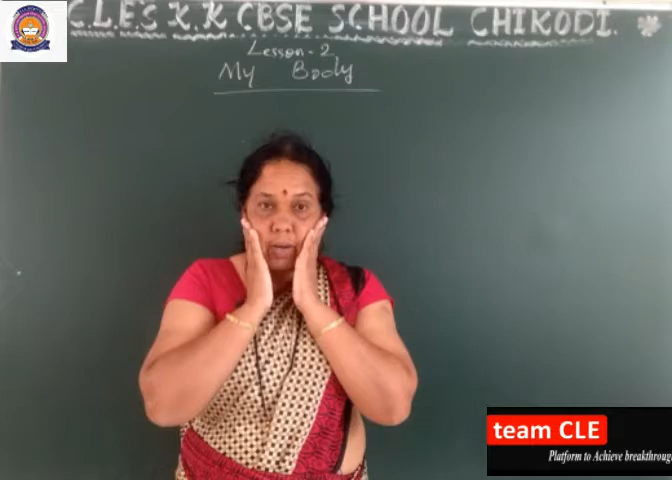 C.L.E'S K.K CBSE SCHOOL CHIKODI.
Lesson-2
My Body
team CLE
Platform to Achieve breakthroug